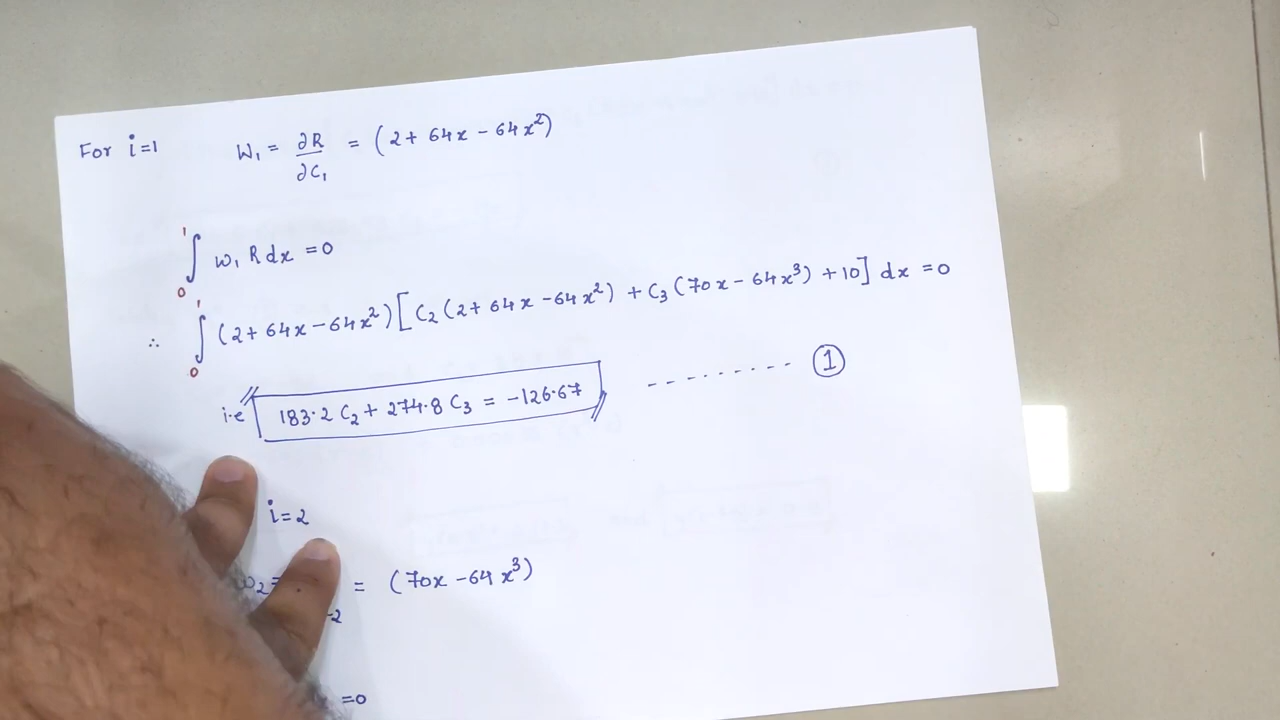 For i=1 W₁ = ∂R/∂C₁ = (2+ 64x - 64x²)
∫₀¹ W₁ R dx = 0
∴ ∫₀¹ (2+ 64x - 64x²) [C₂ (2+ 64x - 64x²) + C₃ (70x - 64x³) + 10] dx = 0
i.e 183.2 C₂ + 274.8 C₃ = -126.67 --------- ①
i=2
W₂ = = (70x - 64x³)
=0